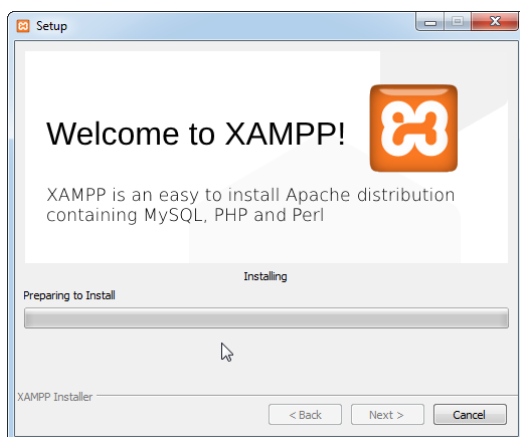 Setup
Welcome to XAMPP!
XAMPP is an easy to install Apache distribution
containing MySQL, PHP and Perl
Installing
Preparing to Install
XAMPP Installer
< Back
Next >
Cancel